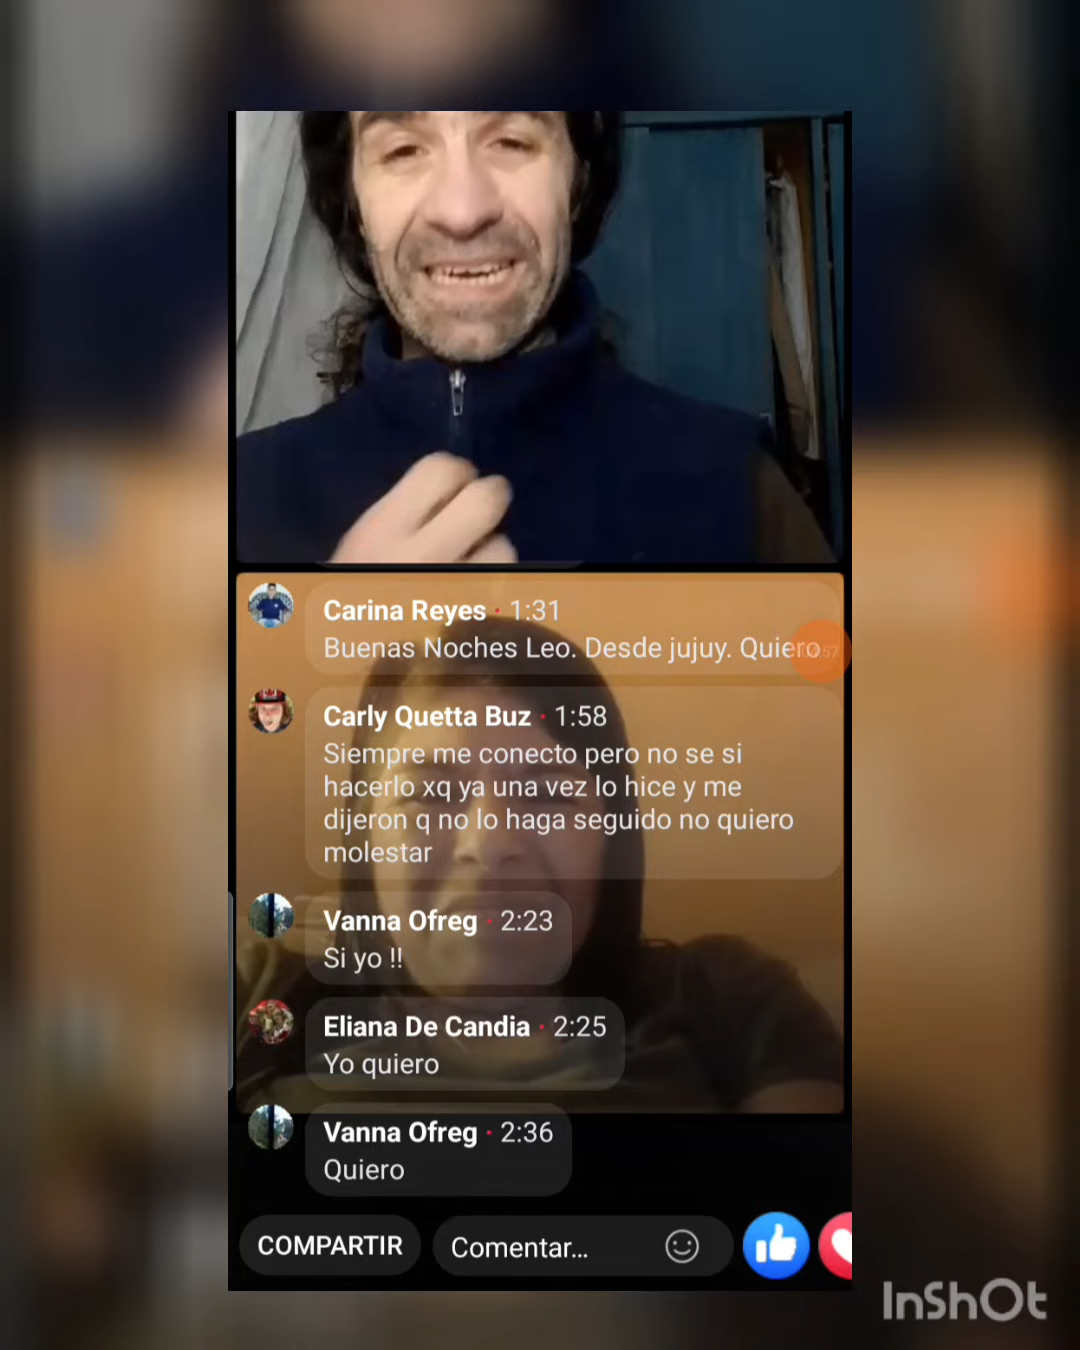 Carina Reyes · 1:31
Buenas Noches Leo. Desde jujuy. Quiero
Carly Quetta Buz · 1:58
Siempre me conecto pero no se si
hacerlo xq ya una vez lo hice y me
dijeron q no lo haga seguido no quiero
molestar
Vanna Ofreg · 2:23
Si yo !!
Eliana De Candia · 2:25
Yo quiero
Vanna Ofreg · 2:36
Quiero
COMPARTIR
Comentar...
InShOt